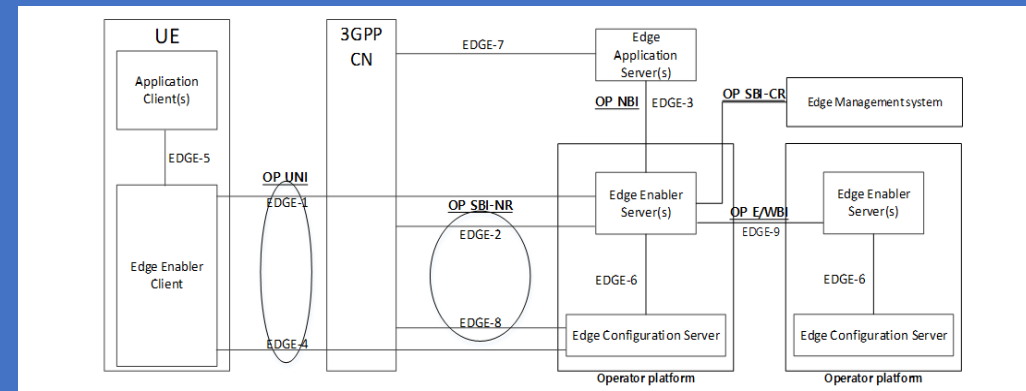 UE
Application
Client(s)
EDGE-5
Edge Enabler
Client
OP UNI
EDGE-1
EDGE-4
3GPP
CN
EDGE-7
OP SBI-NR
EDGE-2
EDGE-8
Edge
Application
Server(s)
OP NBI
EDGE-3
OP SBI-CR
Edge Management system
Edge Enabler
Server(s)
EDGE-6
Edge Configuration Server
Operator platform
OP E/WBI
EDGE-9
Edge Enabler
Server(s)
EDGE-6
Edge Configuration Server
Operator platform